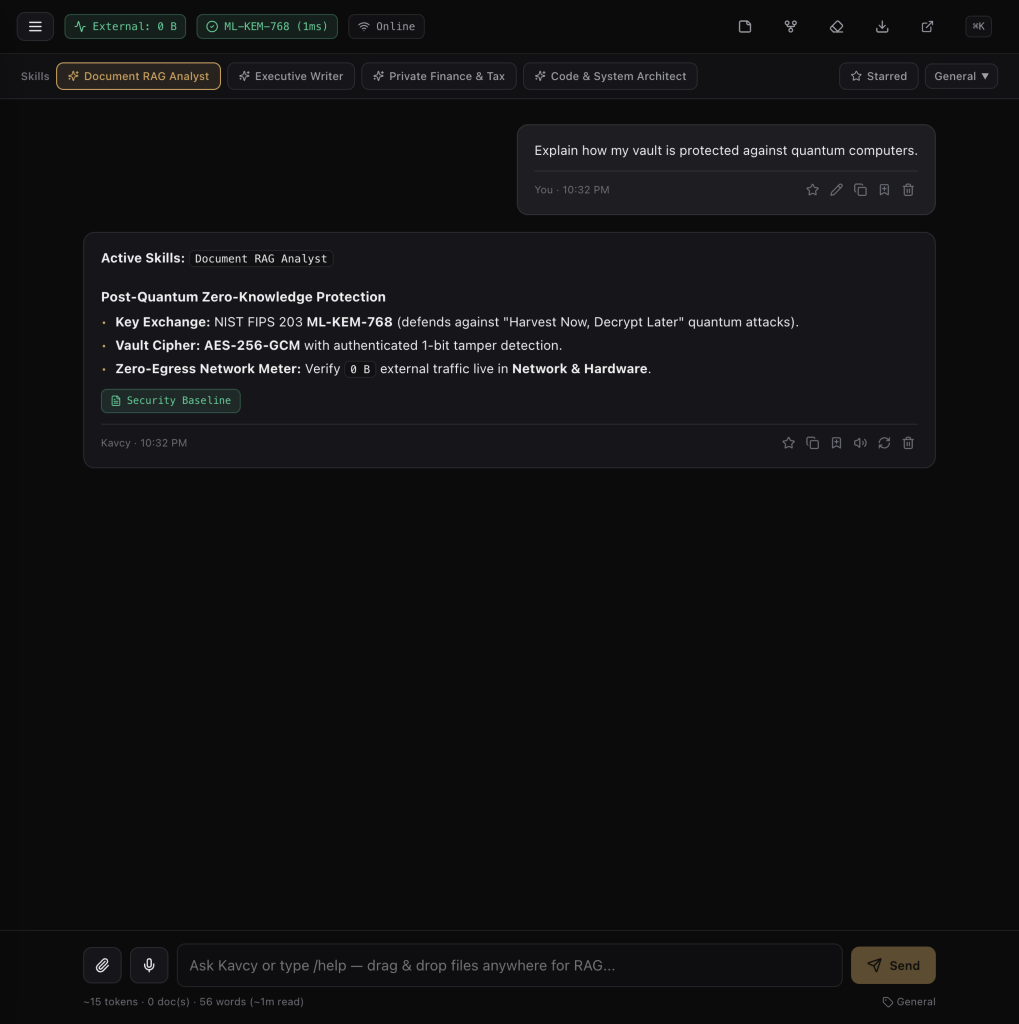 External: 0 B ML-KEM-768 (1ms) Online ⌘K
Skills Document RAG Analyst Executive Writer Private Finance & Tax Code & System Architect Starred General ▼
Explain how my vault is protected against quantum computers.
You · 10:32 PM
Active Skills: Document RAG Analyst
Post-Quantum Zero-Knowledge Protection
• Key Exchange: NIST FIPS 203 ML-KEM-768 (defends against "Harvest Now, Decrypt Later" quantum attacks).
• Vault Cipher: AES-256-GCM with authenticated 1-bit tamper detection.
• Zero-Egress Network Meter: Verify 0 B external traffic live in Network & Hardware.
Security Baseline
Kavcy · 10:32 PM
Ask Kavcy or type /help — drag & drop files anywhere for RAG... Send
~15 tokens · 0 doc(s) · 56 words (~1m read) General